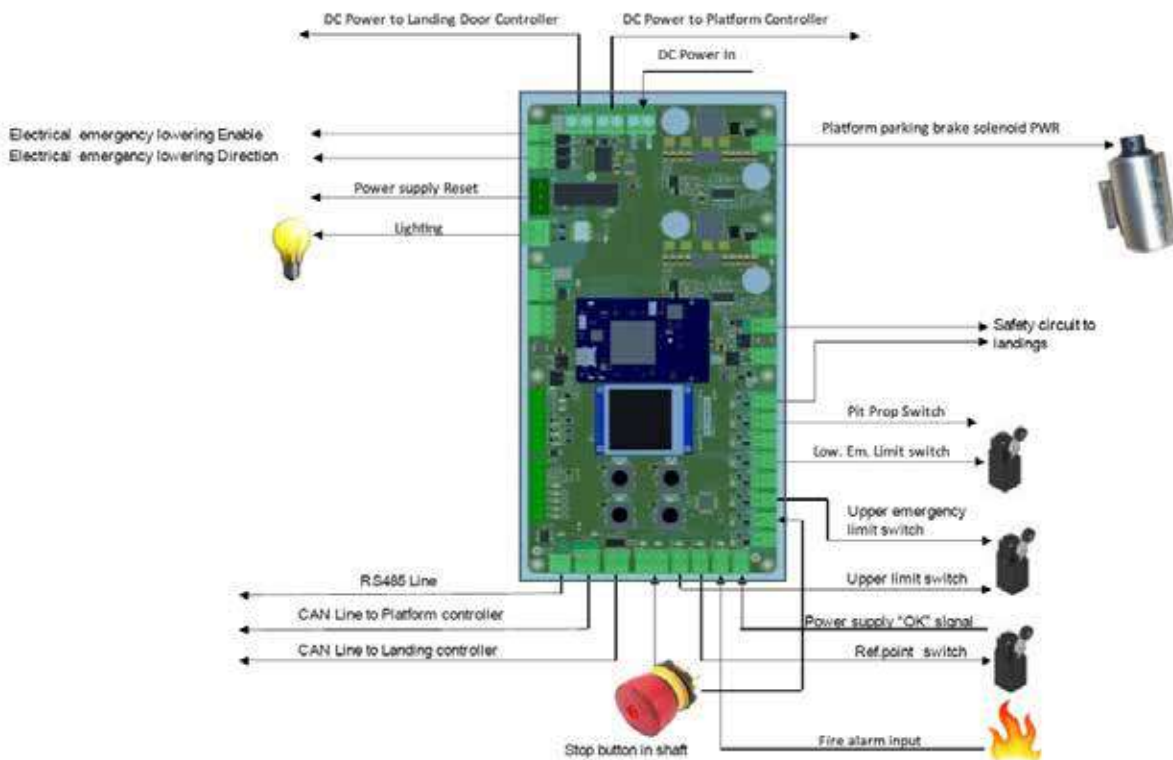 DC Power to Landing Door Controller
DC Power to Platform Controller
DC Power In
Electrical emergency lowering Enable
Electrical emergency lowering Direction
Platform parking brake solenoid PWR
Power supply Reset
Lighting
Safety circuit to
landings
Pit Prop Switch
Low. Em. Limit switch
Upper emergency
limit switch
RS485 Line
Upper limit switch
CAN Line to Platform controller
Power supply "OK" signal
CAN Line to Landing controller
Ref.point switch
Stop button in shaft
Fire alarm input